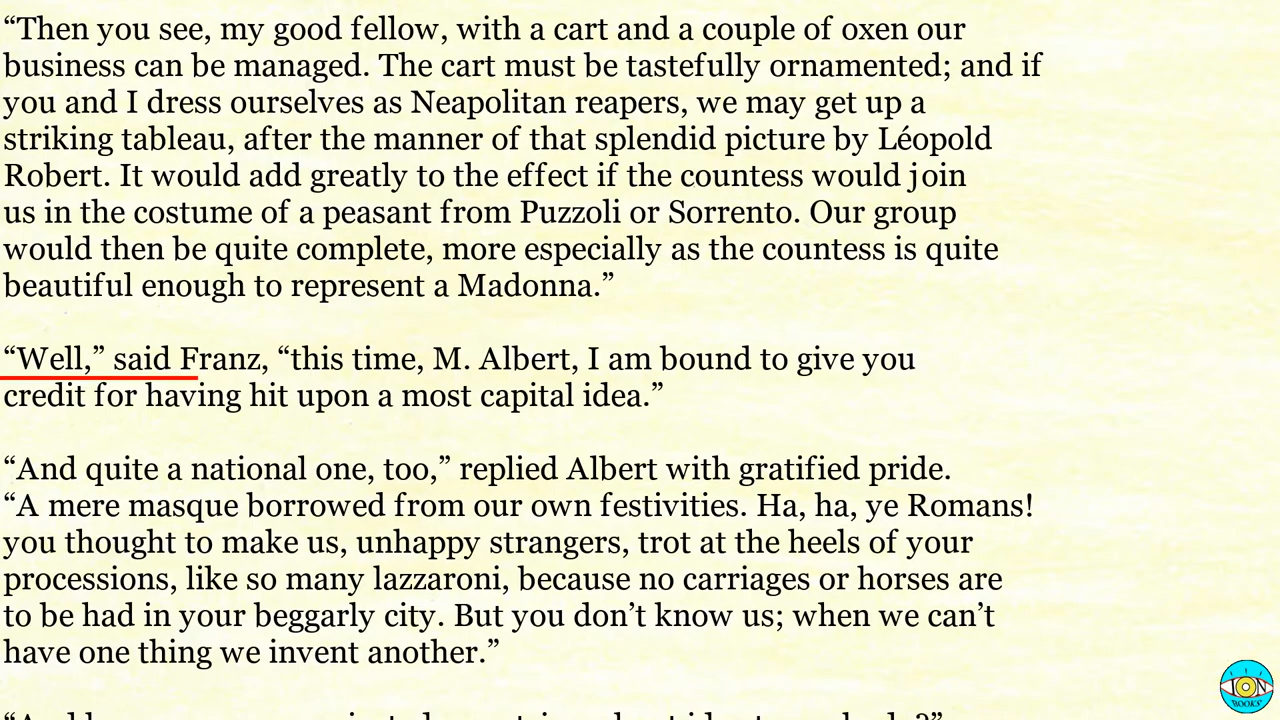 “Then you see, my good fellow, with a cart and a couple of oxen our
business can be managed. The cart must be tastefully ornamented; and if
you and I dress ourselves as Neapolitan reapers, we may get up a
striking tableau, after the manner of that splendid picture by Léopold
Robert. It would add greatly to the effect if the countess would join
us in the costume of a peasant from Puzzoli or Sorrento. Our group
would then be quite complete, more especially as the countess is quite
beautiful enough to represent a Madonna.”
“Well,” said Franz, “this time, M. Albert, I am bound to give you
credit for having hit upon a most capital idea.”
“And quite a national one, too,” replied Albert with gratified pride.
“A mere masque borrowed from our own festivities. Ha, ha, ye Romans!
you thought to make us, unhappy strangers, trot at the heels of your
processions, like so many lazzaroni, because no carriages or horses are
to be had in your beggarly city. But you don’t know us; when we can’t
have one thing we invent another.”
ION
BOOKS